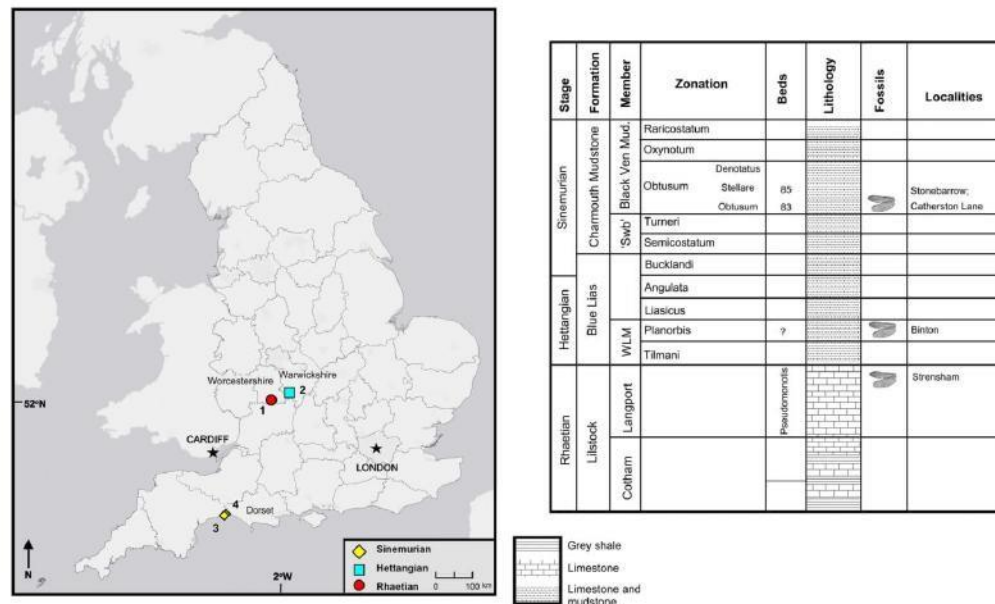 Worcestershire
Warwickshire
2
1
52°N
CARDIFF
LONDON
4
Dorset
3
N
2°W
Sinemurian
Hettangian
Rhaetian
0 100 km
Stage
Formation
Member
Zonation
Beds
Lithology
Fossils
Localities
Sinemurian
Hettangian
Rhaetian
Charmouth Mudstone
Blue Lias
Lilstock
Black Ven Mud.
'Swb'
WLM
Langport
Cotham
Raricostatum
Oxynotum
Denotatus
Obtusum Stellare 85 Stonebarrow;
Obtusum 83 Catherston Lane
Turneri
Semicostatum
Bucklandi
Angulata
Liasicus
Planorbis ? Binton
Tilmani
Pseudomonotis
Strensham
Grey shale
Limestone
Limestone and
mudstone